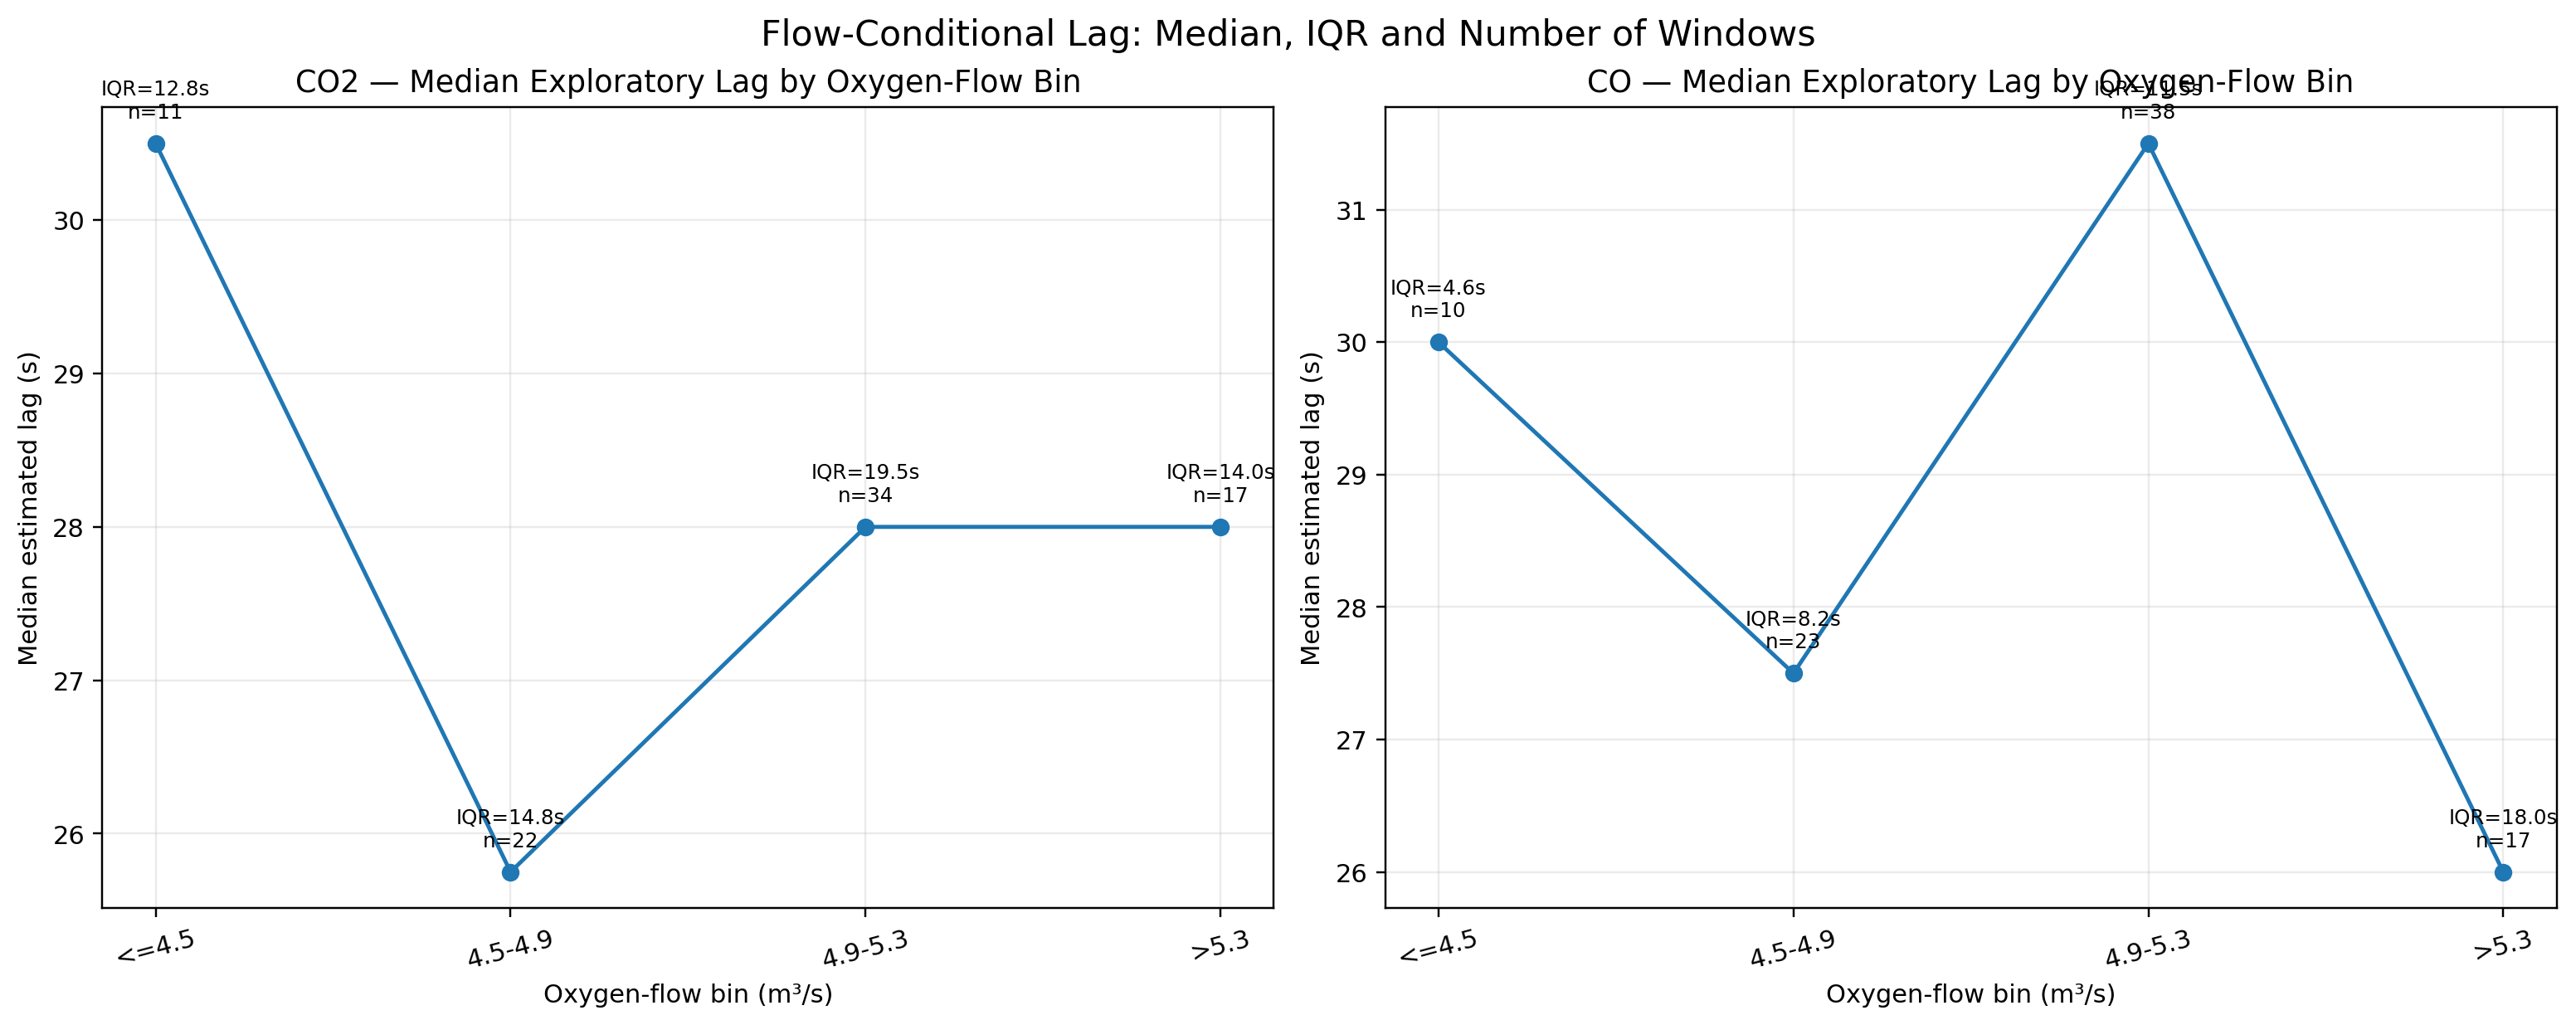 Flow-Conditional Lag: Median, IQR and Number of Windows
CO2 — Median Exploratory Lag by Oxygen-Flow Bin
IQR=12.8s
n=11
30
29
28
27
26
Median estimated lag (s)
IQR=14.8s
n=22
IQR=19.5s
n=34
IQR=14.0s
n=17
<=4.5
4.5-4.9
4.9-5.3
>5.3
Oxygen-flow bin (m³/s)
CO — Median Exploratory Lag by Oxygen-Flow Bin
IQR=11.5s
n=38
31
30
29
28
27
26
Median estimated lag (s)
IQR=4.6s
n=10
IQR=8.2s
n=23
IQR=18.0s
n=17
<=4.5
4.5-4.9
4.9-5.3
>5.3
Oxygen-flow bin (m³/s)